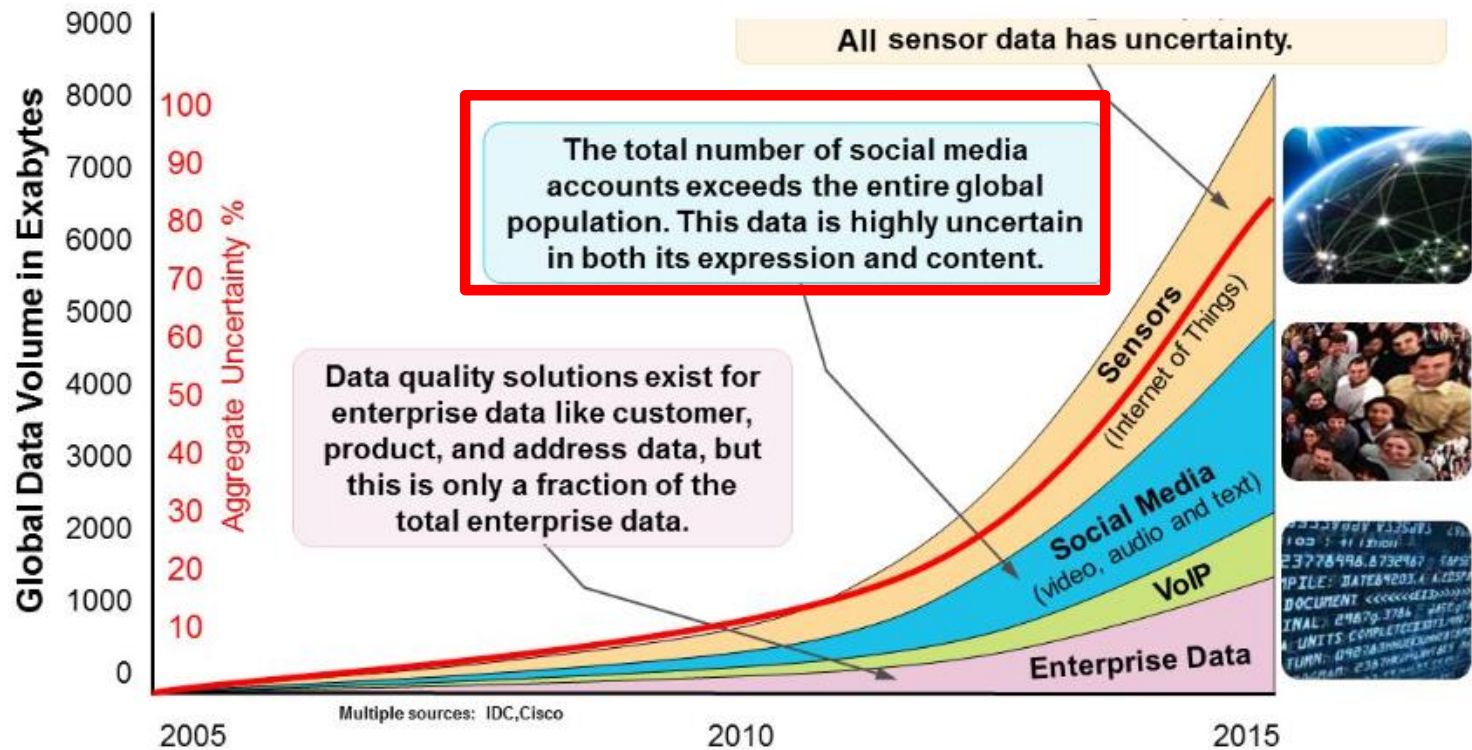 9000
8000
7000
6000
5000
4000
3000
2000
1000
0
Global Data Volume in Exabytes
100
90
80
70
60
50
40
30
20
10
Aggregate Uncertainty %
All sensor data has uncertainty.
The total number of social media
accounts exceeds the entire global
population. This data is highly uncertain
in both its expression and content.
Data quality solutions exist for
enterprise data like customer,
product, and address data, but
this is only a fraction of the
total enterprise data.
Sensors
(Internet of Things)
Social Media
(video, audio and text)
VoIP
Enterprise Data
Multiple sources: IDC,Cisco
2005
2010
2015
DOCUMENT